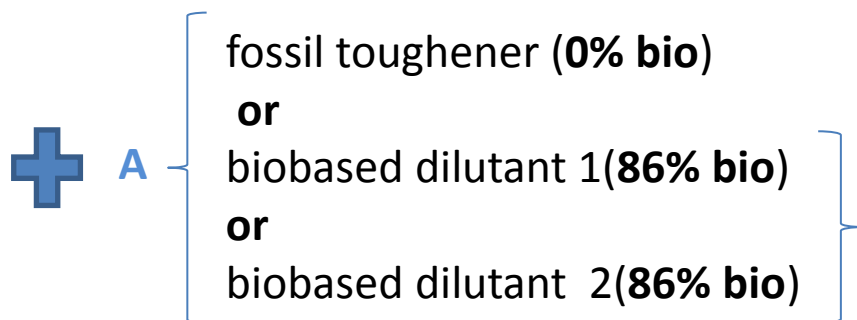 fossil toughener (0% bio)
or
A
biobased dilutant 1(86% bio)
or
biobased dilutant 2(86% bio)